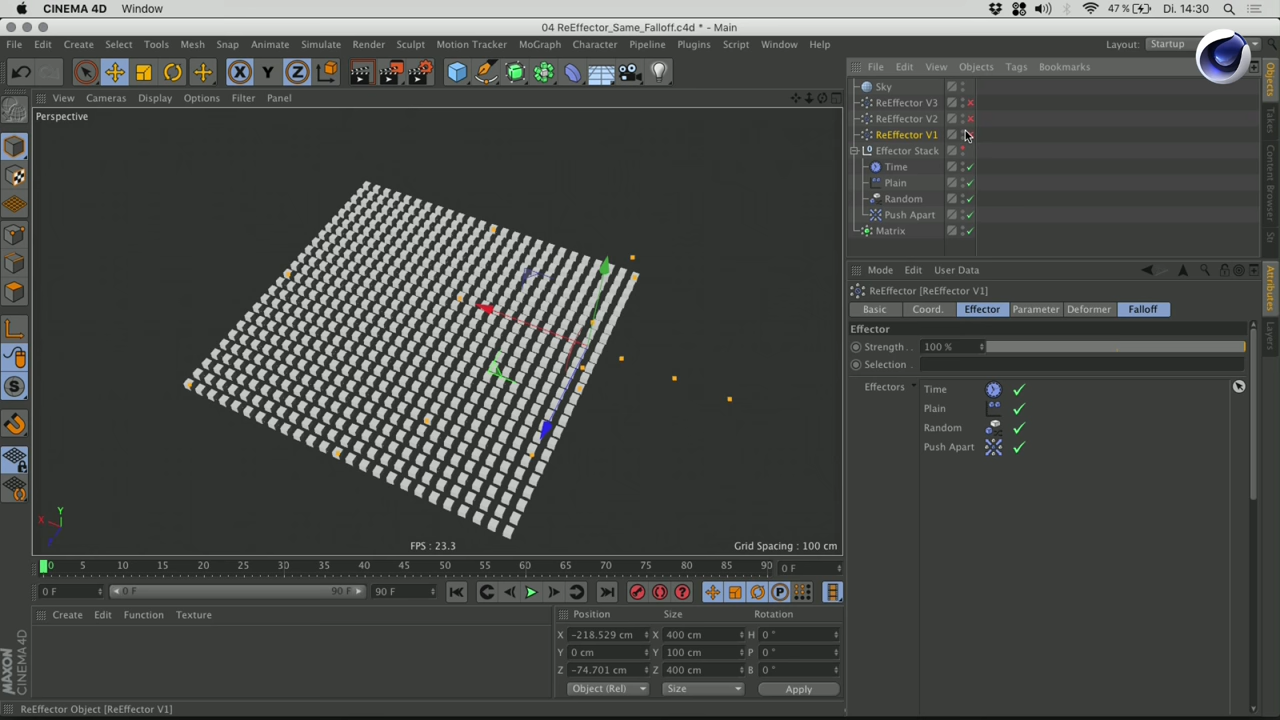 CINEMA 4D Window 47% Di. 14:30
04 ReEffector_Same_Falloff.c4d * - Main
File Edit Create Select Tools Mesh Snap Animate Simulate Render Sculpt Motion Tracker MoGraph Character Pipeline Plugins Script Window Help Layout: Startup
X Y Z
File Edit View Objects Tags Bookmarks
View Cameras Display Options Filter Panel
Perspective
Sky
ReEffector V3
ReEffector V2
ReEffector V1
Effector Stack
Time
Plain
Random
Push Apart
Matrix
Objects
Takes
Content Browser
Attributes
Layers
Mode Edit User Data
ReEffector [ReEffector V1]
Basic Coord. Effector Parameter Deformer Falloff
Effector
Strength . . 100 %
Selection .
Effectors
Time
Plain
Random
Push Apart
Y
X
FPS : 23.3 Grid Spacing : 100 cm
0 5 10 15 20 25 30 35 40 45 50 55 60 65 70 75 80 85 90 0 F
0 F 0 F 90 F 90 F
P
Create Edit Function Texture
Position Size Rotation
X -218.529 cm X 400 cm H 0 °
Y 0 cm Y 100 cm P 0 °
Z -74.701 cm Z 400 cm B 0 °
Object (Rel) Size Apply
MAXON CINEMA 4D
ReEffector Object [ReEffector V1]